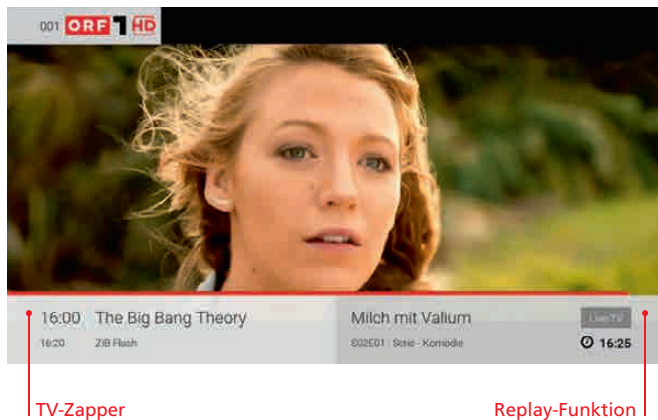 001 ORF 1 HD
16:00 The Big Bang Theory
Milch mit Valium
Live TV
16:20 ZIB Flash
S02E01 Serie - Komödie
16:25
TV-Zapper
Replay-Funktion